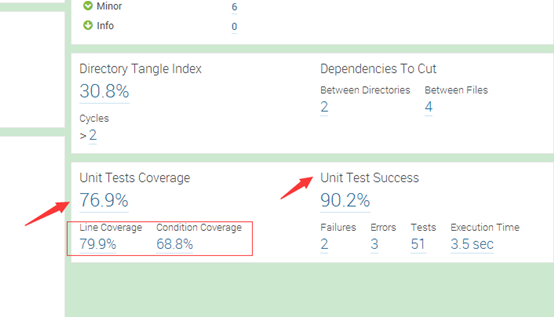 Minor 6
Info 0
Directory Tangle Index
30.8%
Cycles
> 2
Dependencies To Cut
Between Directories Between Files
2 4
Unit Tests Coverage
76.9%
Line Coverage Condition Coverage
79.9% 68.8%
Unit Test Success
90.2%
Failures Errors Tests Execution Time
2 3 51 3.5 sec